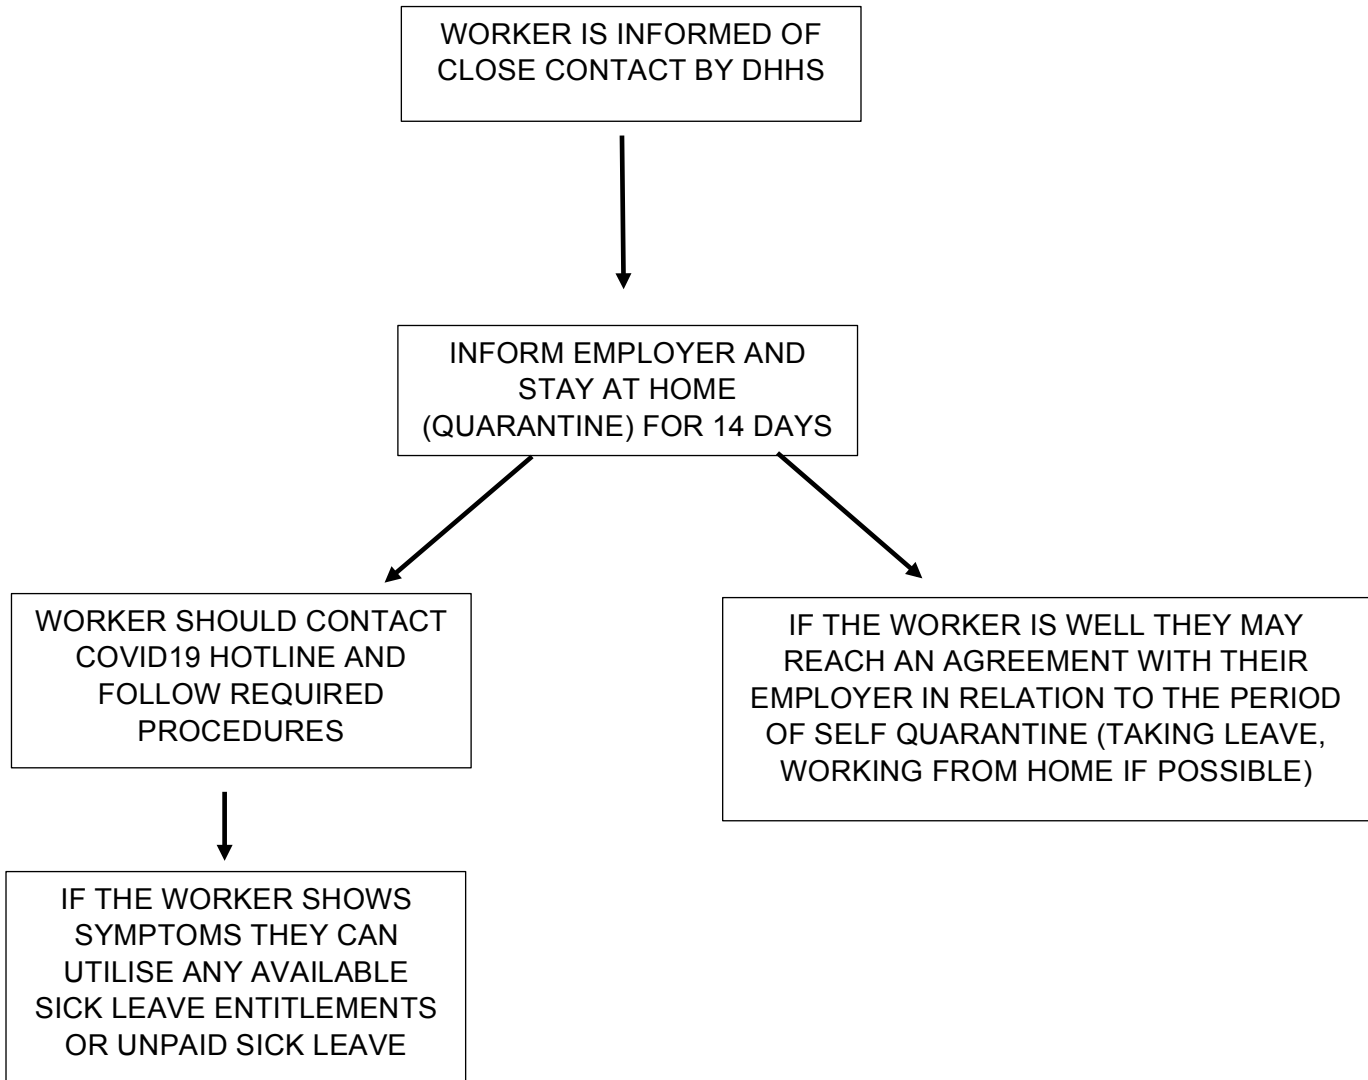 WORKER IS INFORMED OF
CLOSE CONTACT BY DHHS
INFORM EMPLOYER AND
STAY AT HOME
(QUARANTINE) FOR 14 DAYS
WORKER SHOULD CONTACT
COVID19 HOTLINE AND
FOLLOW REQUIRED
PROCEDURES
IF THE WORKER IS WELL THEY MAY
REACH AN AGREEMENT WITH THEIR
EMPLOYER IN RELATION TO THE PERIOD
OF SELF QUARANTINE (TAKING LEAVE,
WORKING FROM HOME IF POSSIBLE)
IF THE WORKER SHOWS
SYMPTOMS THEY CAN
UTILISE ANY AVAILABLE
SICK LEAVE ENTITLEMENTS
OR UNPAID SICK LEAVE